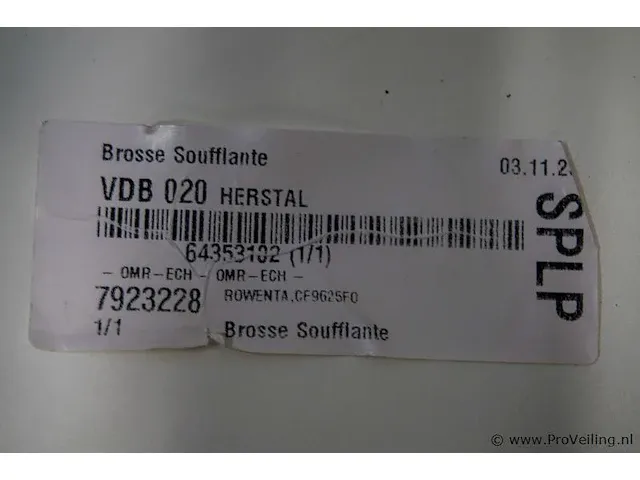 Brosse Soufflante
03.11.2
VDB 020 HERSTAL
64353102 (1/1)
- OMR-ECH - OMR-ECH -
7923228 ROWENTA,CF9625F0
1/1 Brosse Soufflante
SPLP
© www.ProVeiling.nl